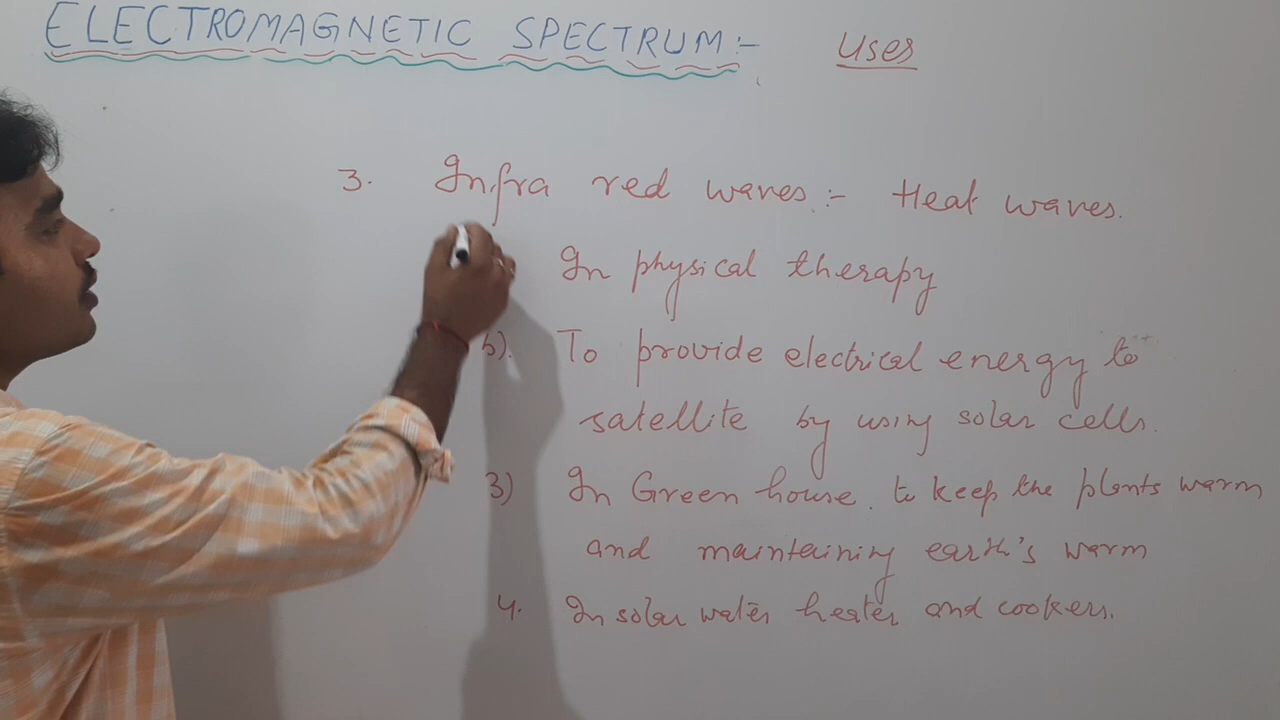 ELECTROMAGNETIC SPECTRUM:- Uses
3. Infra red waves:- Heat waves.
In physical therapy
b). To provide electrical energy to
satellite by using solar cells.
3) In Green house. to keep the plants warm
and maintaining earth's warm
4. In solar water heater and cookers.